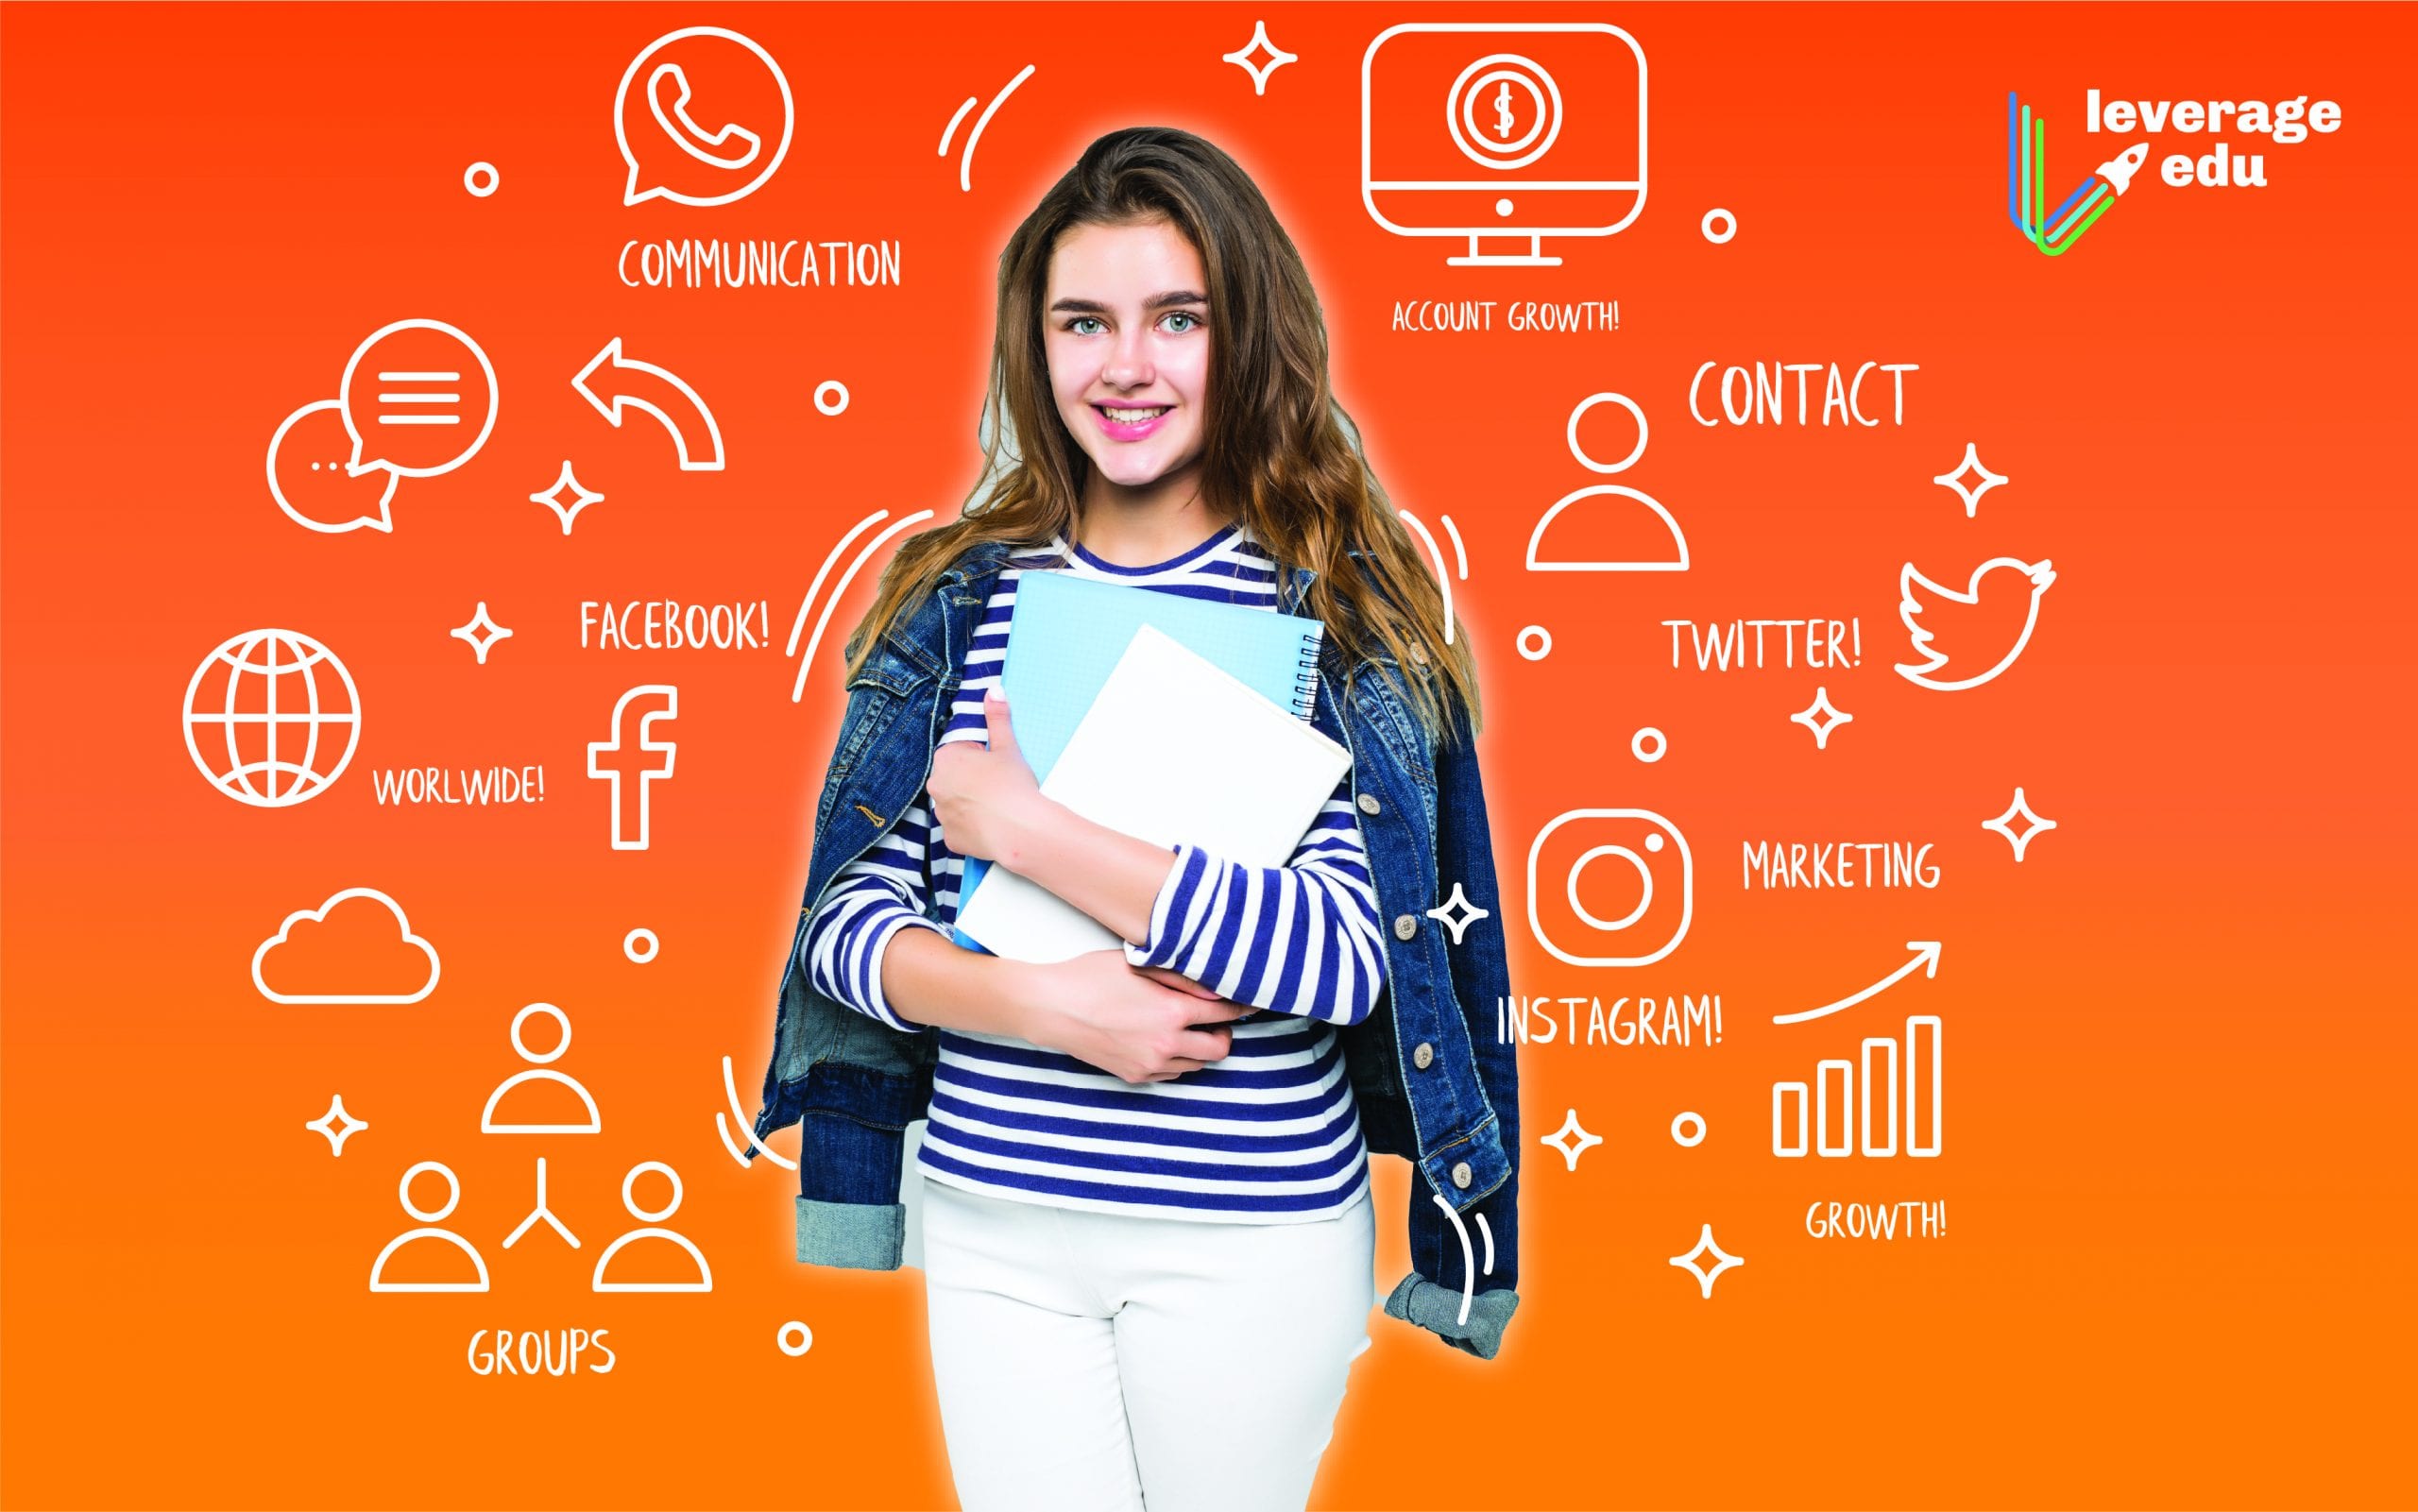 leverage
edu
COMMUNICATION
ACCOUNT GROWTH!
CONTACT
FACEBOOK!
TWITTER!
WORLWIDE!
MARKETING
INSTAGRAM!
GROWTH!
GROUPS